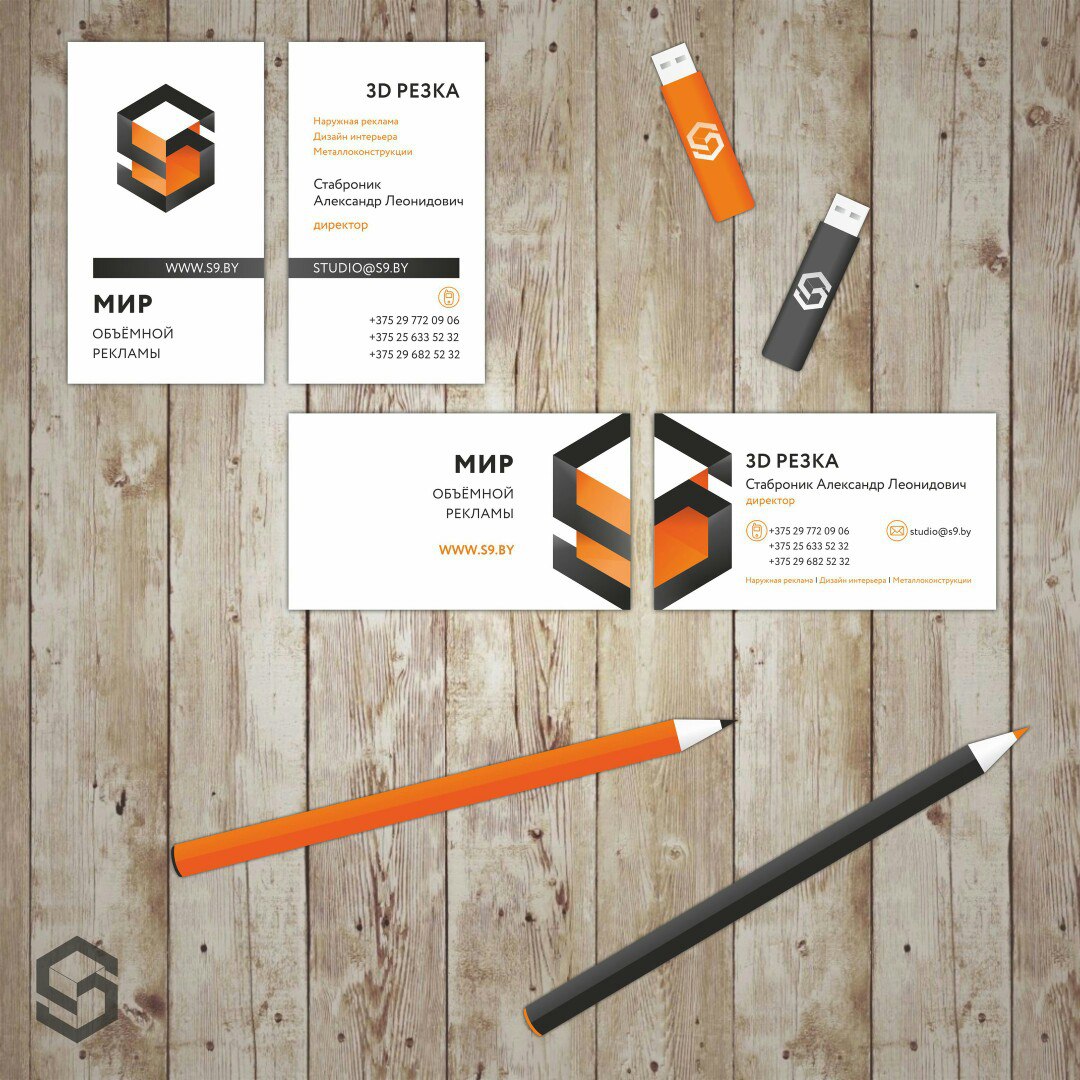 WWW.S9.BY
МИР
ОБЪЁМНОЙ
РЕКЛАМЫ
3D РЕЗКА
Наружная реклама
Дизайн интерьера
Металлоконструкции
Стаброник
Александр Леонидович
директор
STUDIO@S9.BY
+375 29 772 09 06
+375 25 633 52 32
+375 29 682 52 32
МИР
ОБЪЁМНОЙ
РЕКЛАМЫ
WWW.S9.BY
3D РЕЗКА
Стаброник Александр Леонидович
директор
+375 29 772 09 06
studio@s9.by
+375 25 633 52 32
+375 29 682 52 32
Наружная реклама | Дизайн интерьера | Металлоконструкции